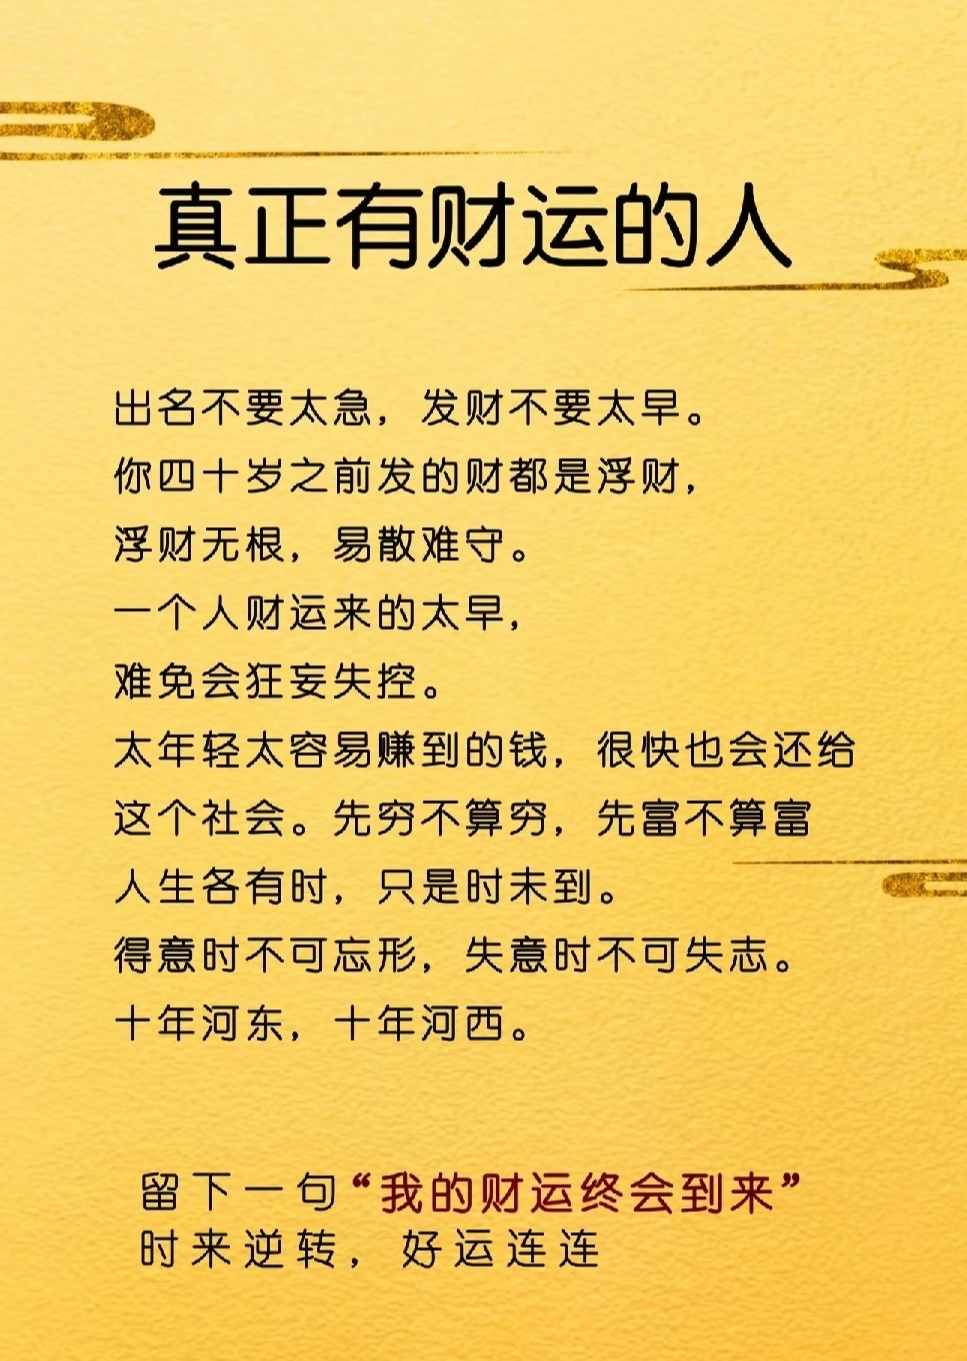 真正有财运的人
出名不要太急，发财不要太早。
你四十岁之前发的财都是浮财，
浮财无根，易散难守。
一个人财运来的太早，
难免会狂妄失控。
太年轻太容易赚到的钱，很快也会还给
这个社会。先穷不算穷，先富不算富
人生各有时，只是时未到。
得意时不可忘形，失意时不可失志。
十年河东，十年河西。
留下一句“我的财运终会到来”
时来逆转，好运连连